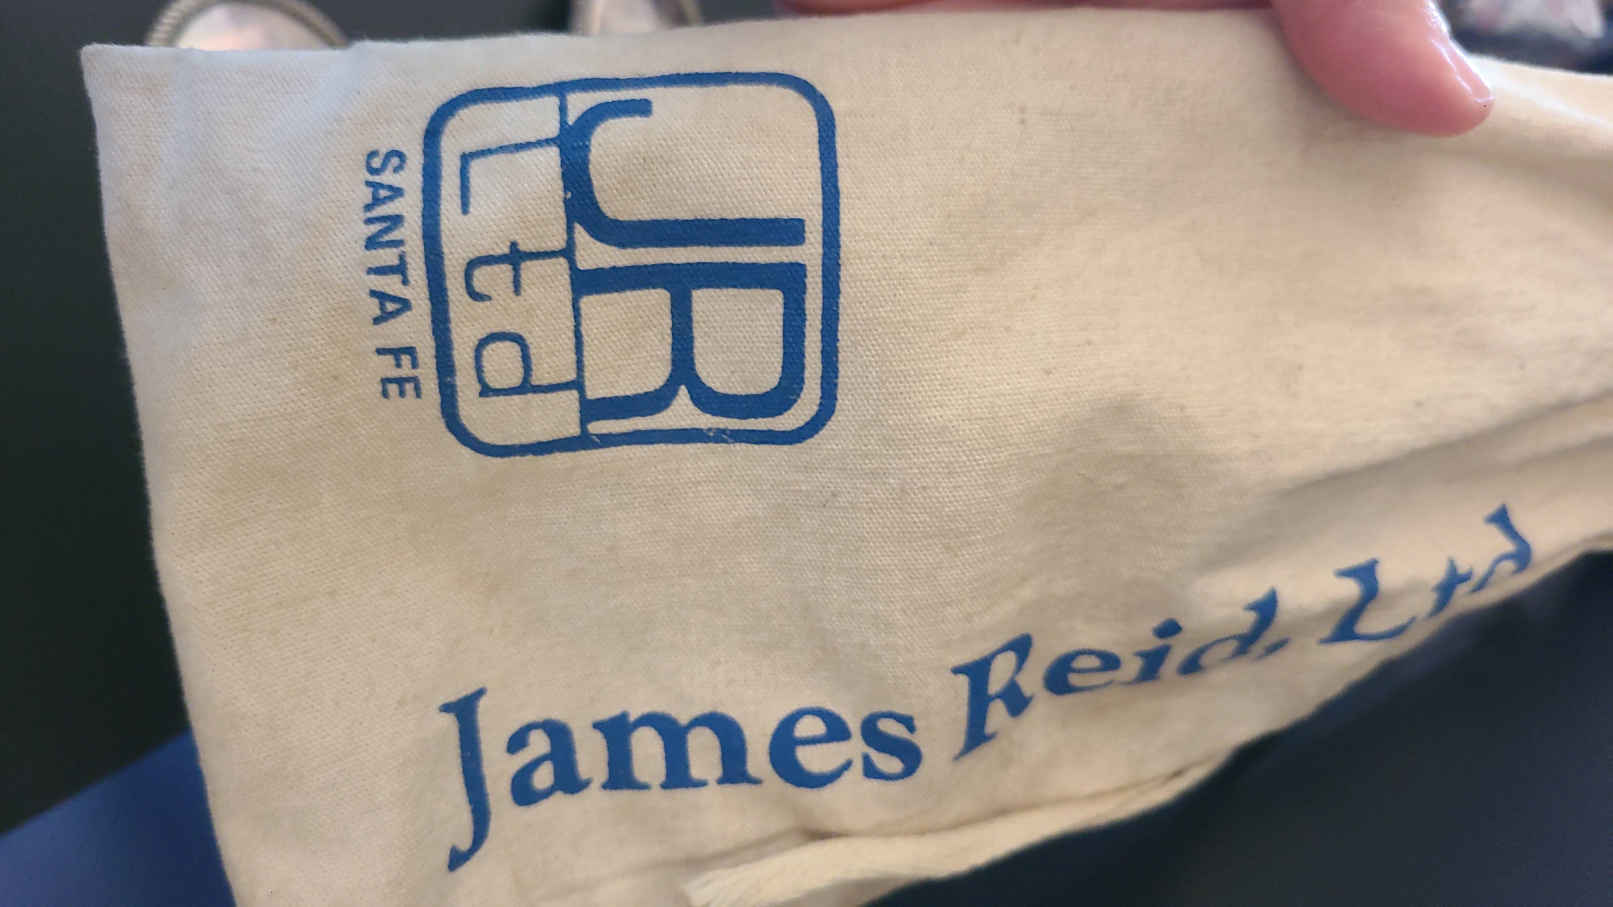 JR
Ltd
SANTA FE
James Reid, Ltd